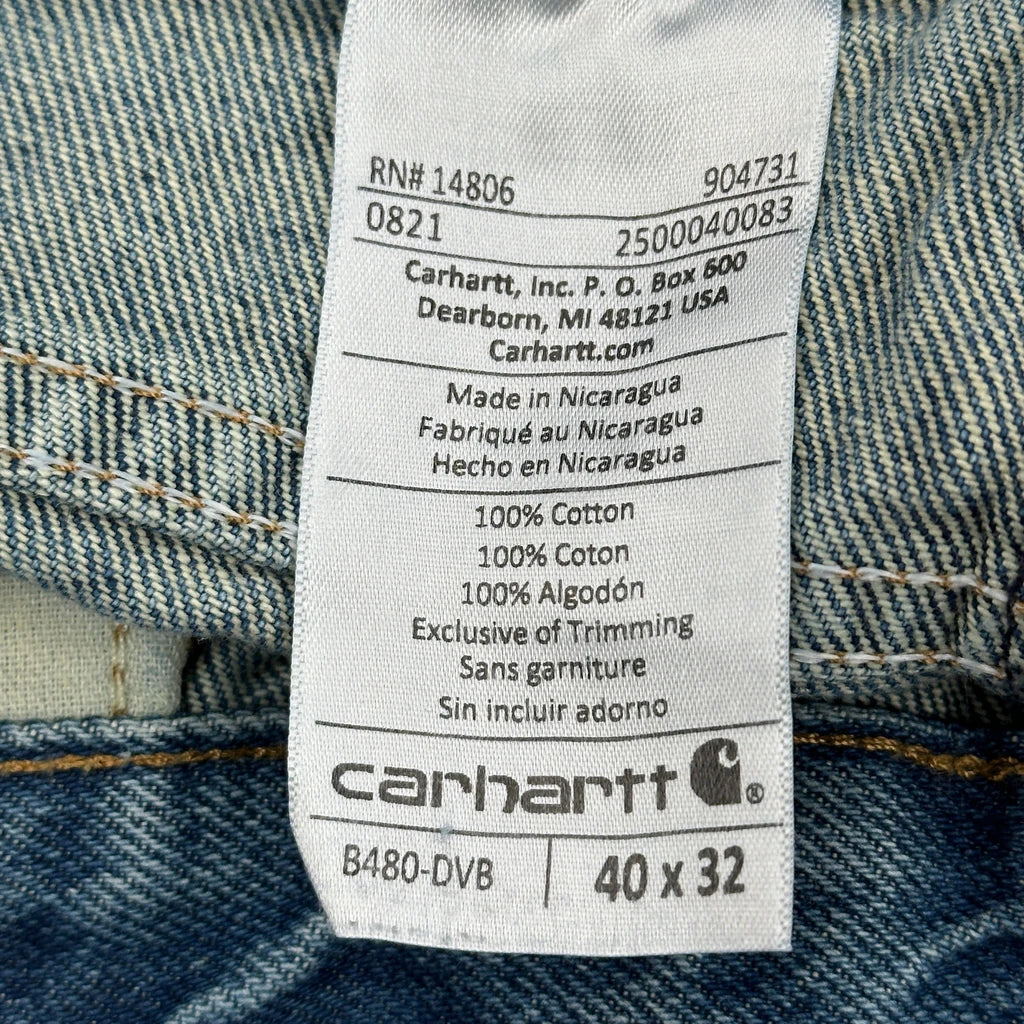 RN# 14806 904731
0821 2500040083
Carhartt, Inc. P. O. Box 600
Dearborn, MI 48121 USA
Carhartt.com
Made in Nicaragua
Fabriqué au Nicaragua
Hecho en Nicaragua
100% Cotton
100% Coton
100% Algodón
Exclusive of Trimming
Sans garniture
Sin incluir adorno
carhartt ®
B480-DVB 40 x 32